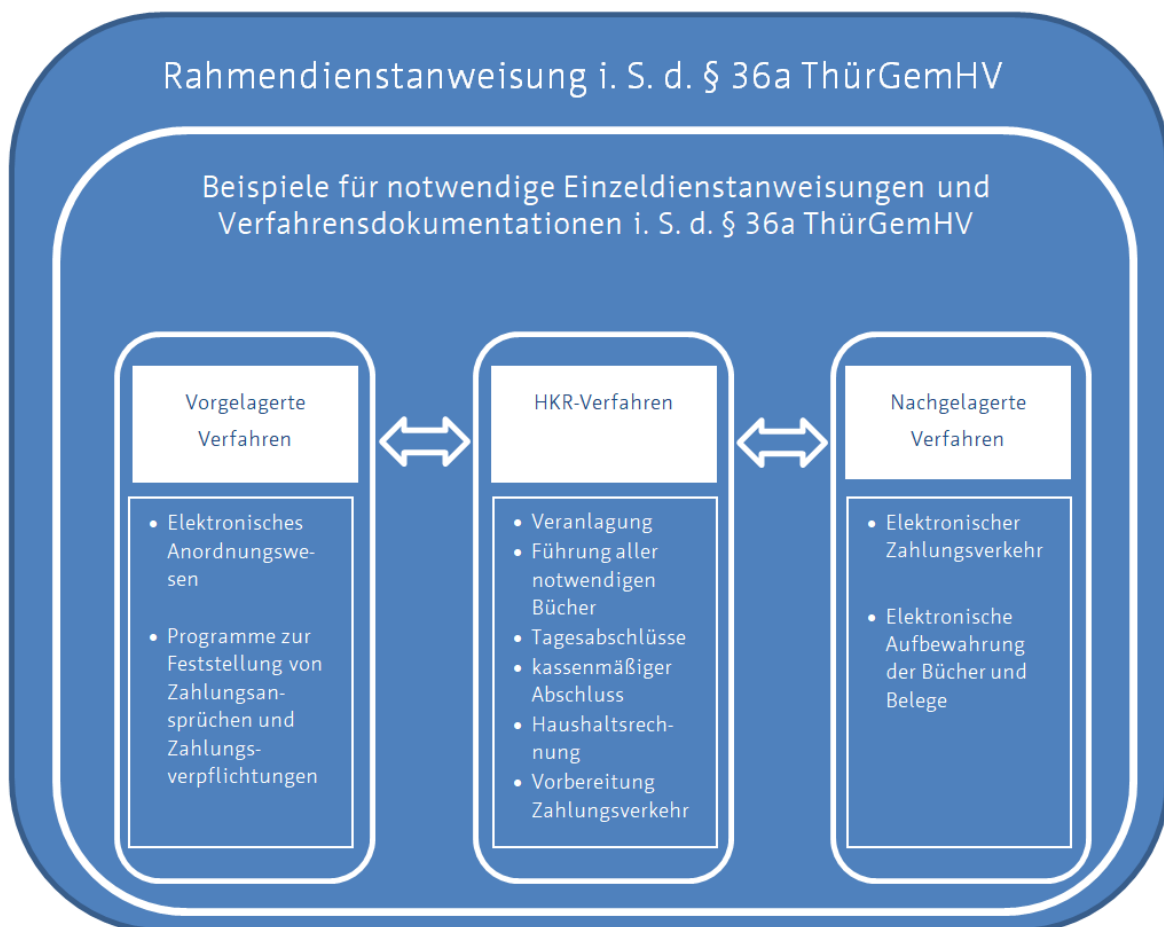 Rahmendienstanweisung i. S. d. § 36a ThürGemHV
Beispiele für notwendige Einzeldienstanweisungen und
Verfahrensdokumentationen i. S. d. § 36a ThürGemHV
Vorgelagerte
Verfahren
• Elektronisches
Anordnungswe-
sen
• Programme zur
Feststellung von
Zahlungsan-
sprüchen und
Zahlungs-
verpflichtungen
HKR-Verfahren
• Veranlagung
• Führung aller
notwendigen
Bücher
• Tagesabschlüsse
• kassenmäßiger
Abschluss
• Haushaltsrech-
nung
• Vorbereitung
Zahlungsverkehr
Nachgelagerte
Verfahren
• Elektronischer
Zahlungsverkehr
• Elektronische
Aufbewahrung
der Bücher und
Belege